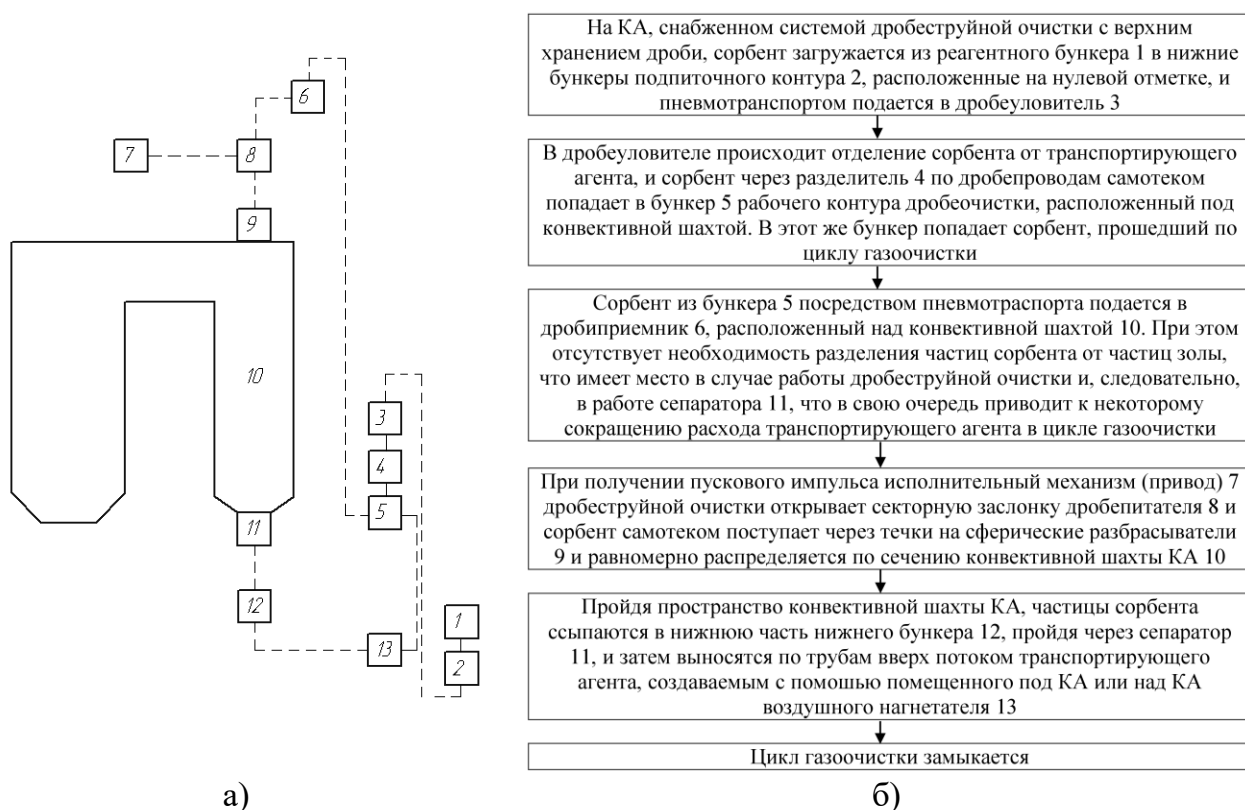 6
7
8
9
10
3
4
5
11
12
13
1
2
а)
На КА, снабженном системой дробеструйной очистки с верхним
хранением дроби, сорбент загружается из реагентного бункера 1 в нижние
бункеры подпиточного контура 2, расположенные на нулевой отметке, и
пневмотранспортом подается в дробеуловитель 3
В дробеуловителе происходит отделение сорбента от транспортирующего
агента, и сорбент через разделитель 4 по дробепроводам самотеком
попадает в бункер 5 рабочего контура дробеочистки, расположенный под
конвективной шахтой. В этот же бункер попадает сорбент, прошедший по
циклу газоочистки
Сорбент из бункера 5 посредством пневмотраспорта подается в
дробиприемник 6, расположенный над конвективной шахтой 10. При этом
отсутствует необходимость разделения частиц сорбента от частиц золы,
что имеет место в случае работы дробеструйной очистки и, следовательно,
в работе сепаратора 11, что в свою очередь приводит к некоторому
сокращению расхода транспортирующего агента в цикле газоочистки
При получении пускового импульса исполнительный механизм (привод) 7
дробеструйной очистки открывает секторную заслонку дробепитателя 8 и
сорбент самотеком поступает через течки на сферические разбрасыватели
9 и равномерно распределяется по сечению конвективной шахты КА 10
Пройдя пространство конвективной шахты КА, частицы сорбента
ссыпаются в нижнюю часть нижнего бункера 12, пройдя через сепаратор
11, и затем выносятся по трубам вверх потоком транспортирующего
агента, создаваемым с помошью помещенного под КА или над КА
воздушного нагнетателя 13
Цикл газоочистки замыкается
б)